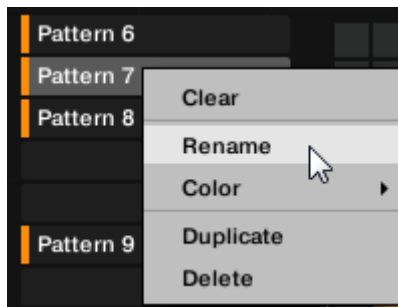 Pattern 6
Pattern 7
Pattern 8
Pattern 9
Clear
Rename
Color
Duplicate
Delete